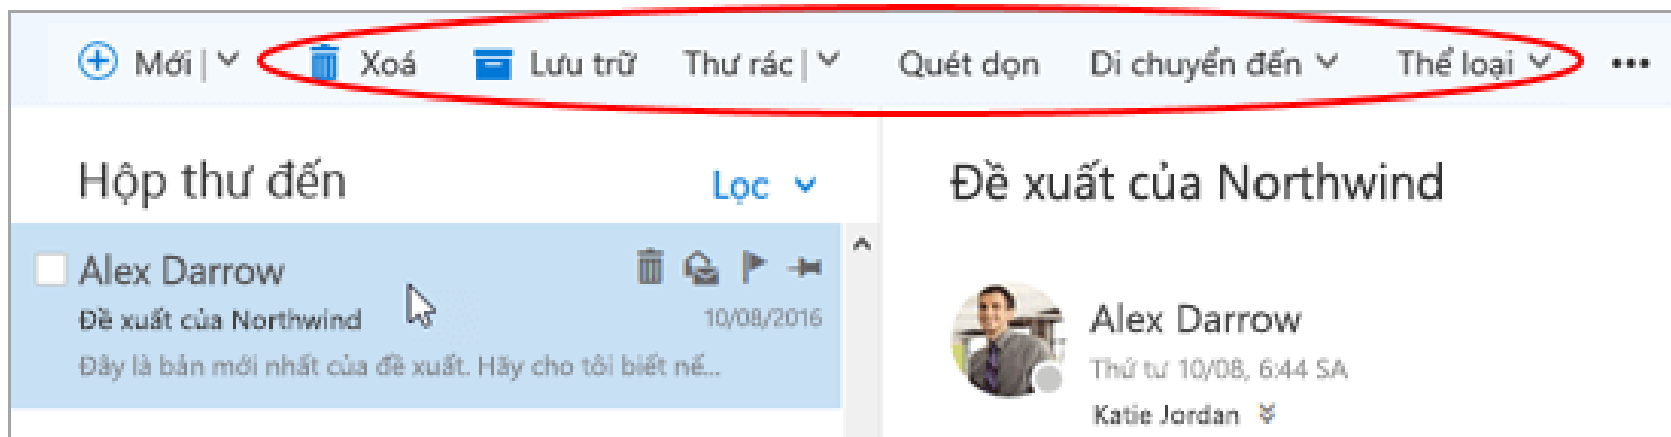 Mới Xoá Lưu trữ Thư rác Quét dọn Di chuyển đến Thể loại •••
Hộp thư đến Lọc
Alex Darrow
Đề xuất của Northwind 10/08/2016
Đây là bản mới nhất của đề xuất. Hãy cho tôi biết nế...
Đề xuất của Northwind
Alex Darrow
Thứ tư 10/08, 6:44 SA
Katie Jordan